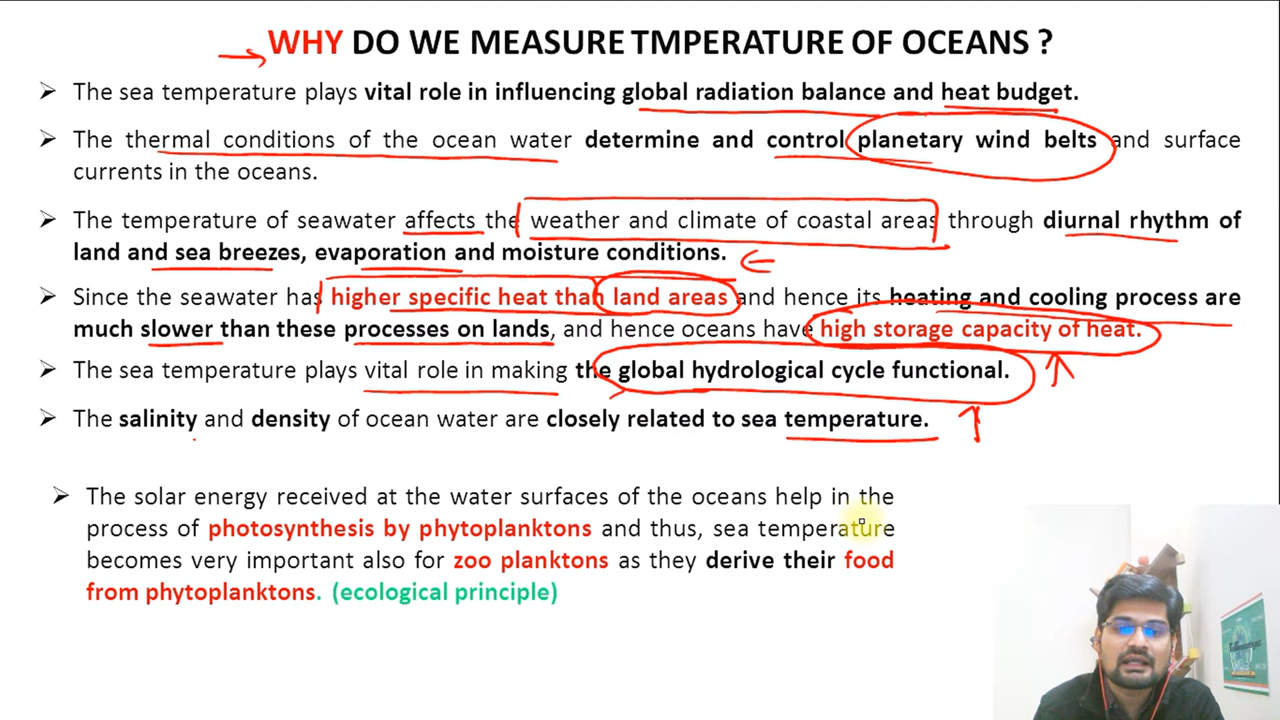 WHY DO WE MEASURE TMPERATURE OF OCEANS ?
➢ The sea temperature plays vital role in influencing global radiation balance and heat budget.
➢ The thermal conditions of the ocean water determine and control planetary wind belts and surface
currents in the oceans.
➢ The temperature of seawater affects the weather and climate of coastal areas through diurnal rhythm of
land and sea breezes, evaporation and moisture conditions.
➢ Since the seawater has higher specific heat than land areas and hence its heating and cooling process are
much slower than these processes on lands, and hence oceans have high storage capacity of heat.
➢ The sea temperature plays vital role in making the global hydrological cycle functional.
➢ The salinity and density of ocean water are closely related to sea temperature.
➢ The solar energy received at the water surfaces of the oceans help in the
process of photosynthesis by phytoplanktons and thus, sea temperature
becomes very important also for zoo planktons as they derive their food
from phytoplanktons. (ecological principle)